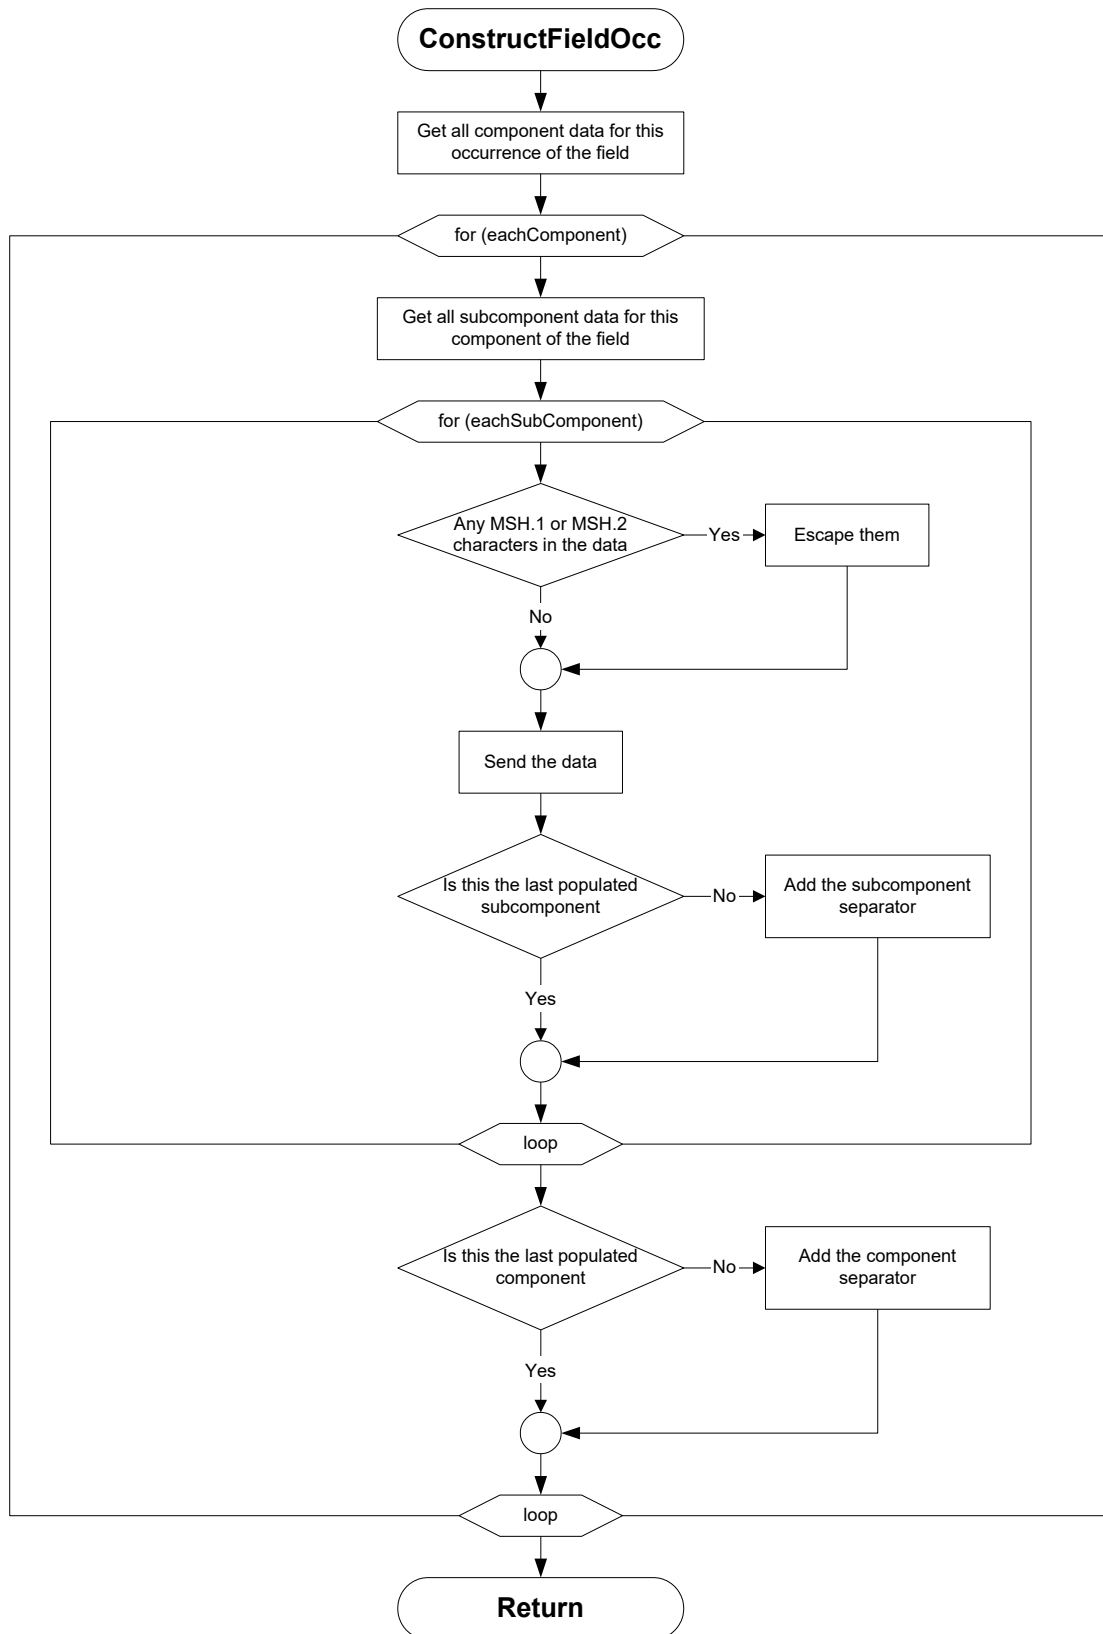 ConstructFieldOcc
Get all component data for this
occurrence of the field
for (eachComponent)
Get all subcomponent data for this
component of the field
for (eachSubComponent)
Any MSH.1 or MSH.2
characters in the data
Yes
Escape them
No
Send the data
Is this the last populated
subcomponent
No
Add the subcomponent
separator
Yes
loop
Is this the last populated
component
No
Add the component
separator
Yes
loop
Return